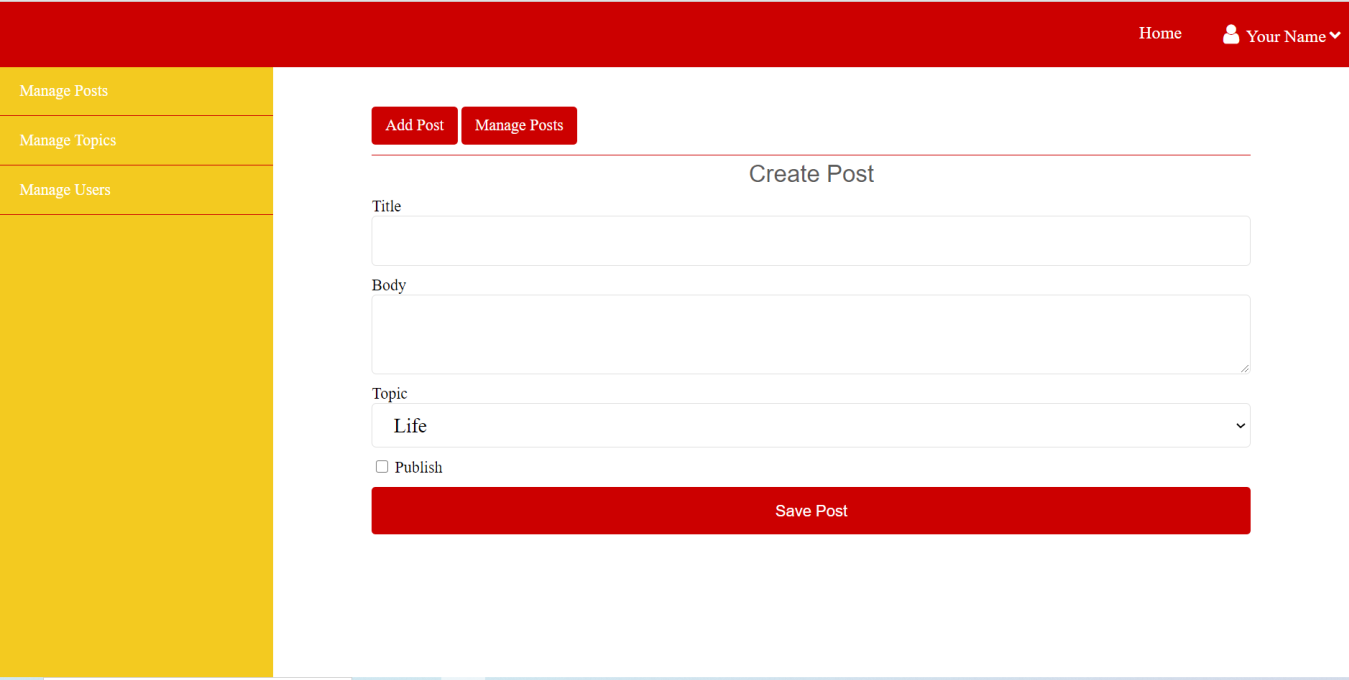 Home
Your Name
Manage Posts
Manage Topics
Manage Users
Add Post
Manage Posts
Create Post
Title
Body
Topic
Life
Publish
Save Post